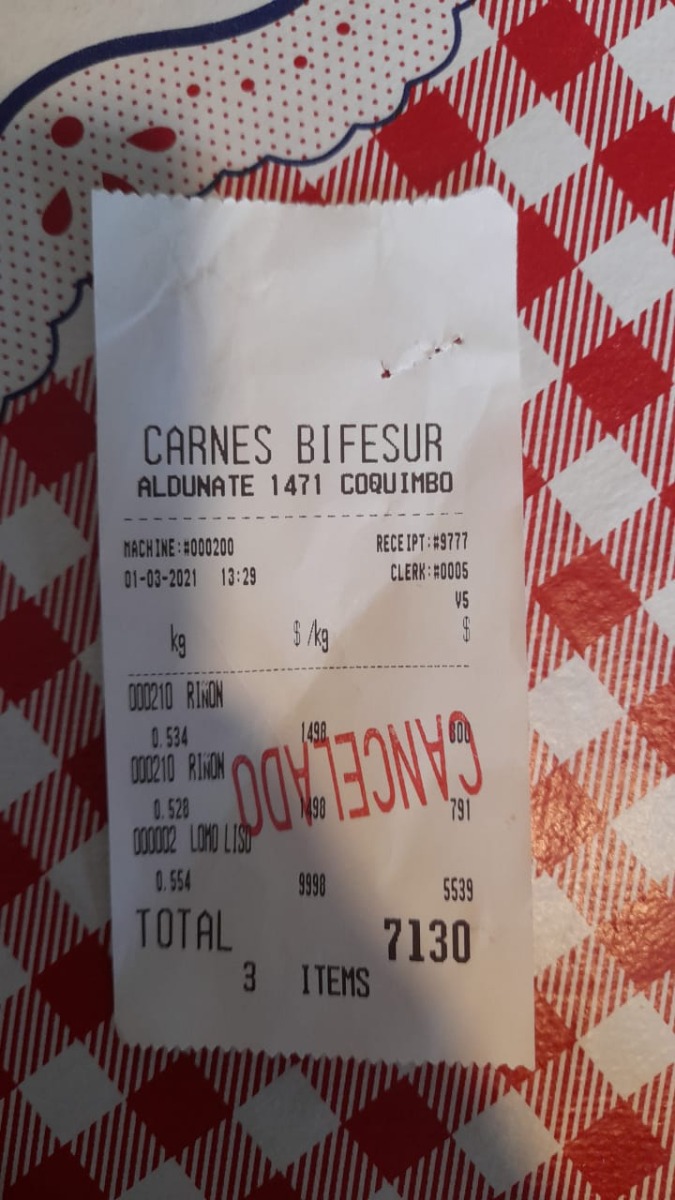 CARNES BIFESUR
ALDUNATE 1471 COQUIMBO
MACHINE:#000200 RECEIPT:#9777
01-03-2021 13:29 CLERK:#0005
V5
kg $/kg $
000210 RIÑON
0.534 1498 800
000210 RIÑON
0.528 1498 791
000002 LOMO LISO
0.554 9998 5539
TOTAL 7130
3 ITEMS
CANCELADO